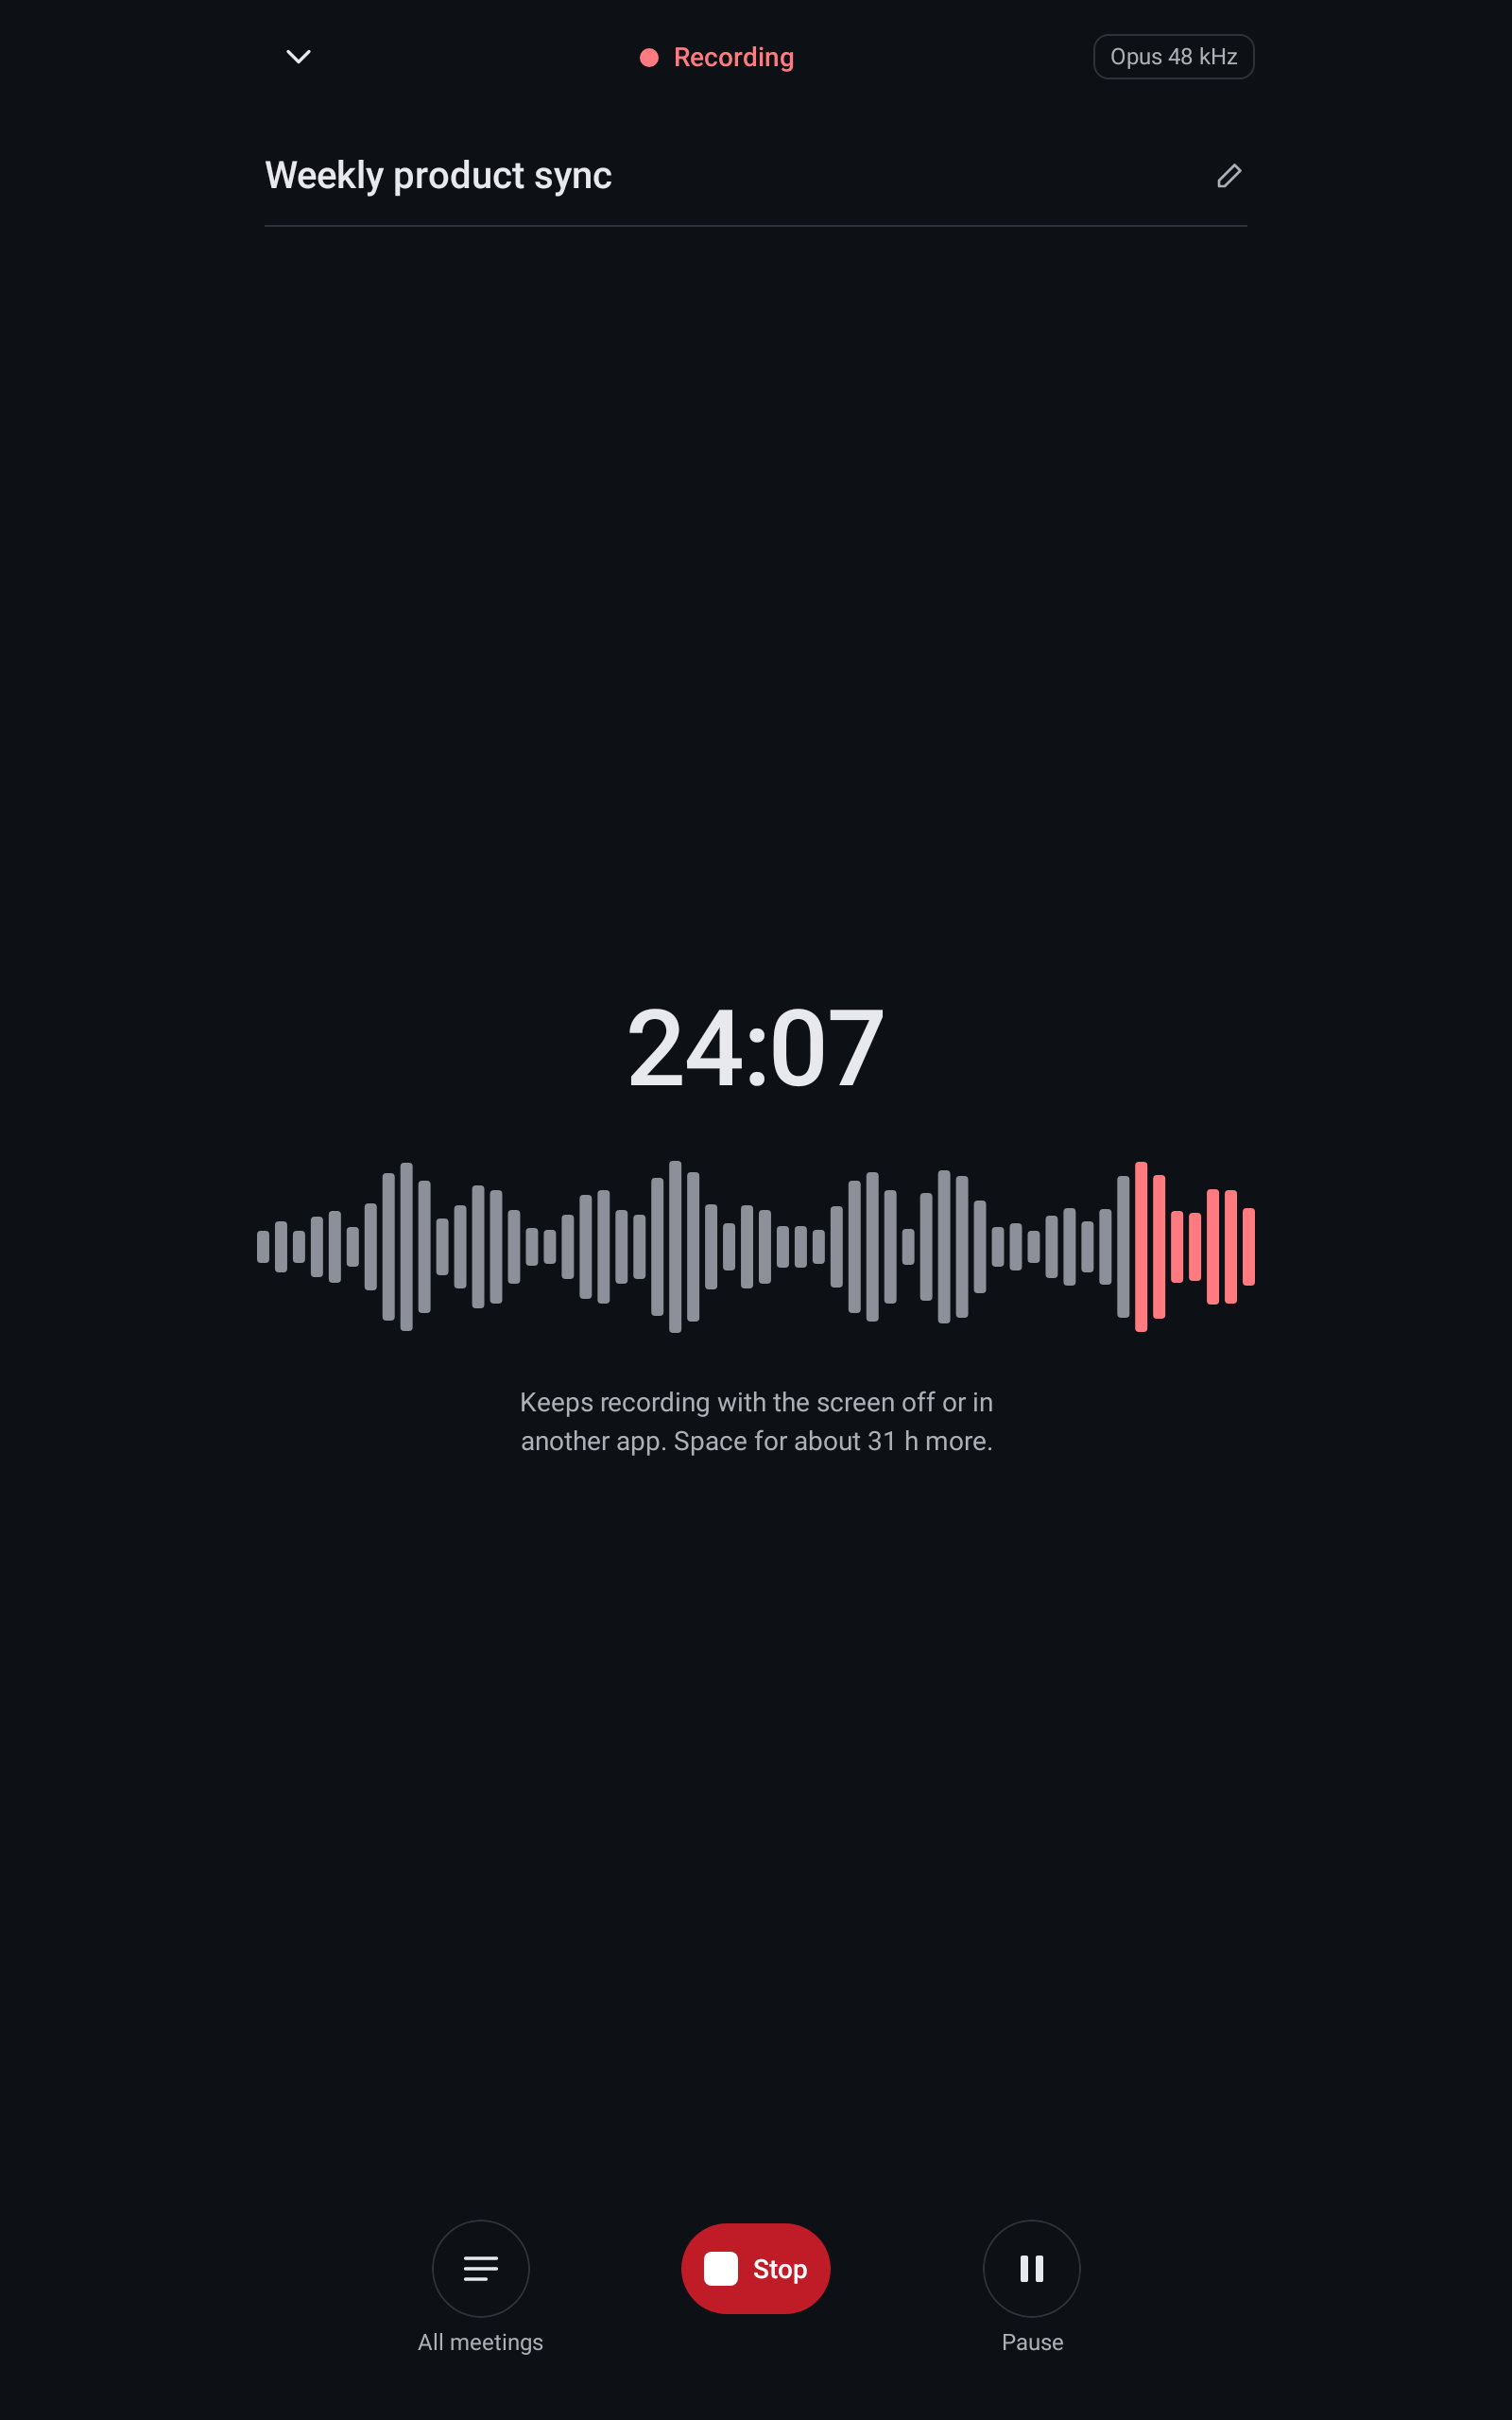 Recording
Opus 48 kHz
Weekly product sync
24:07
Keeps recording with the screen off or in
another app. Space for about 31 h more.
Stop
All meetings
Pause